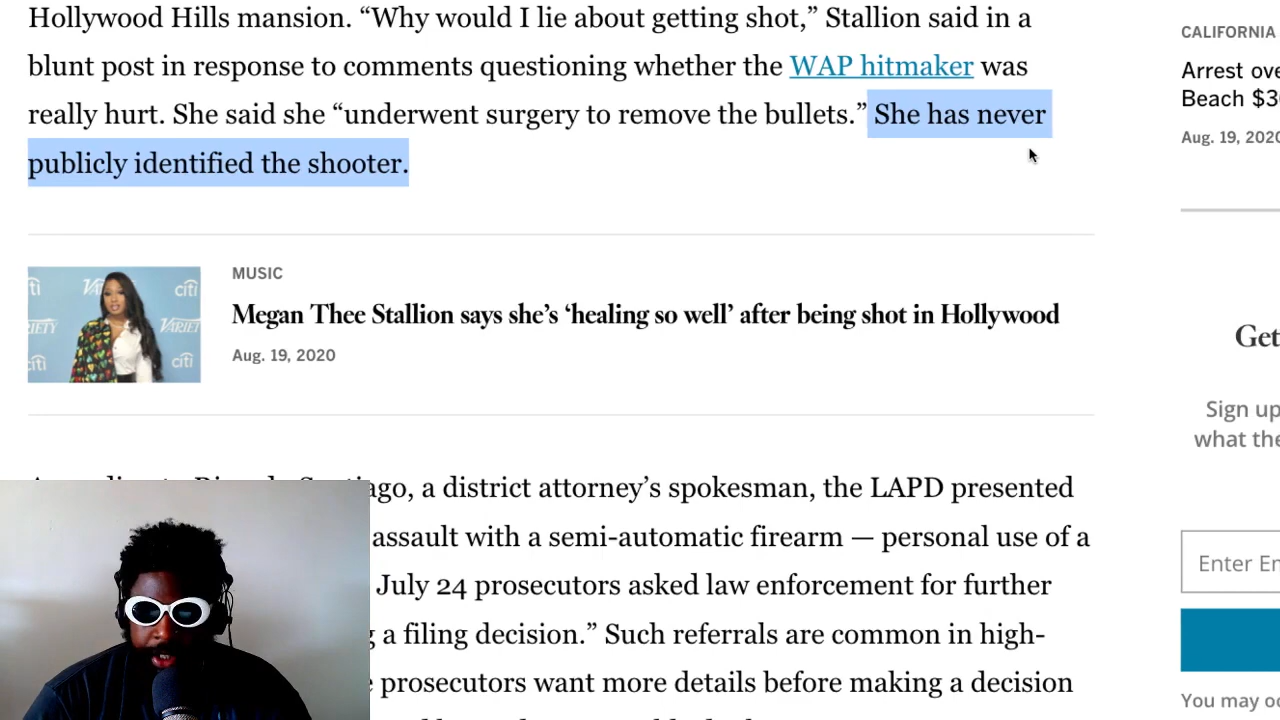 Hollywood Hills mansion. “Why would I lie about getting shot,” Stallion said in a
blunt post in response to comments questioning whether the WAP hitmaker was
really hurt. She said she “underwent surgery to remove the bullets.” She has never
publicly identified the shooter.
MUSIC
Megan Thee Stallion says she’s ‘healing so well’ after being shot in Hollywood
Aug. 19, 2020
citi
VARIETY
citi
ago, a district attorney’s spokesman, the LAPD presented
assault with a semi-automatic firearm — personal use of a
July 24 prosecutors asked law enforcement for further
g a filing decision.” Such referrals are common in high-
e prosecutors want more details before making a decision
CALIFORNIA
Arrest ove
Beach $3
Aug. 19, 2020
Get
Sign up
what the
Enter En
You may o